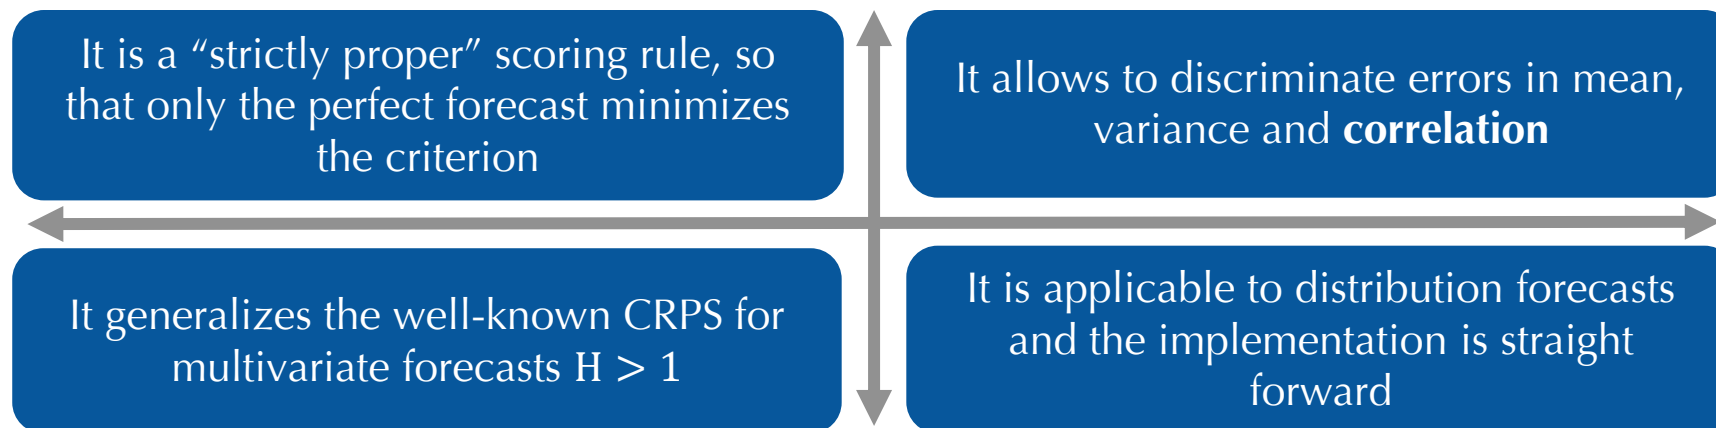 It is a “strictly proper” scoring rule, so
that only the perfect forecast minimizes
the criterion
It allows to discriminate errors in mean,
variance and correlation
It generalizes the well-known CRPS for
multivariate forecasts H > 1
It is applicable to distribution forecasts
and the implementation is straight
forward